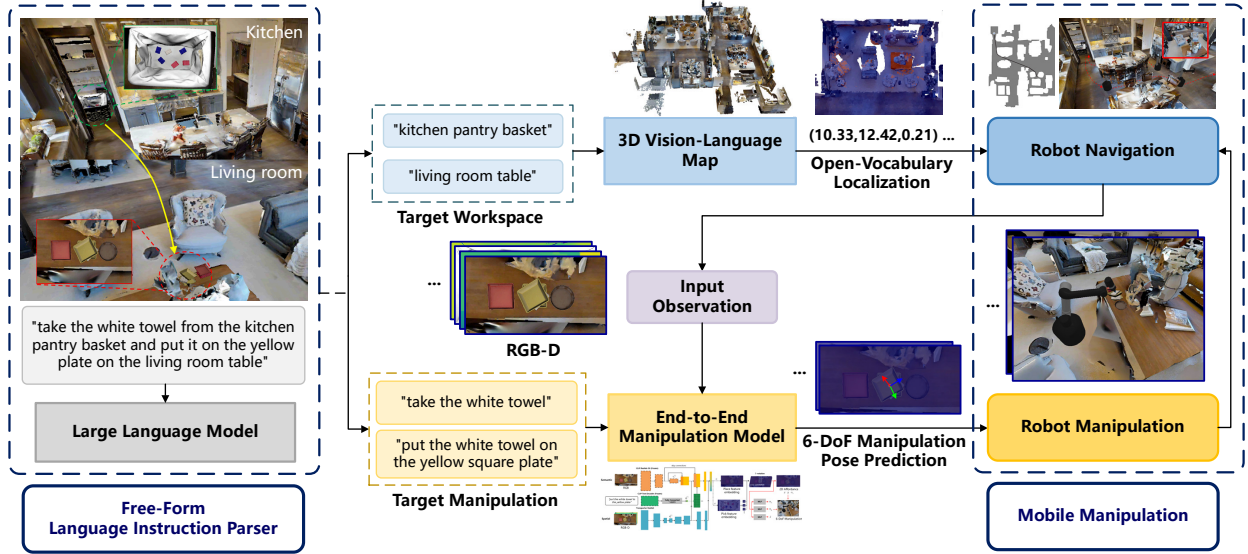 Kitchen
Living room
"take the white towel from the kitchen
pantry basket and put it on the yellow
plate on the living room table"
Large Language Model
Free-Form
Language Instruction Parser
"kitchen pantry basket"
"living room table"
Target Workspace
3D Vision-Language
Map
(10.33,12.42,0.21) ...
Open-Vocabulary
Localization
Robot Navigation
...
RGB-D
Input
Observation
"take the white towel"
"put the white towel on
the yellow square plate"
Target Manipulation
End-to-End
Manipulation Model
...
6-DoF Manipulation
Pose Prediction
...
Robot Manipulation
Mobile Manipulation